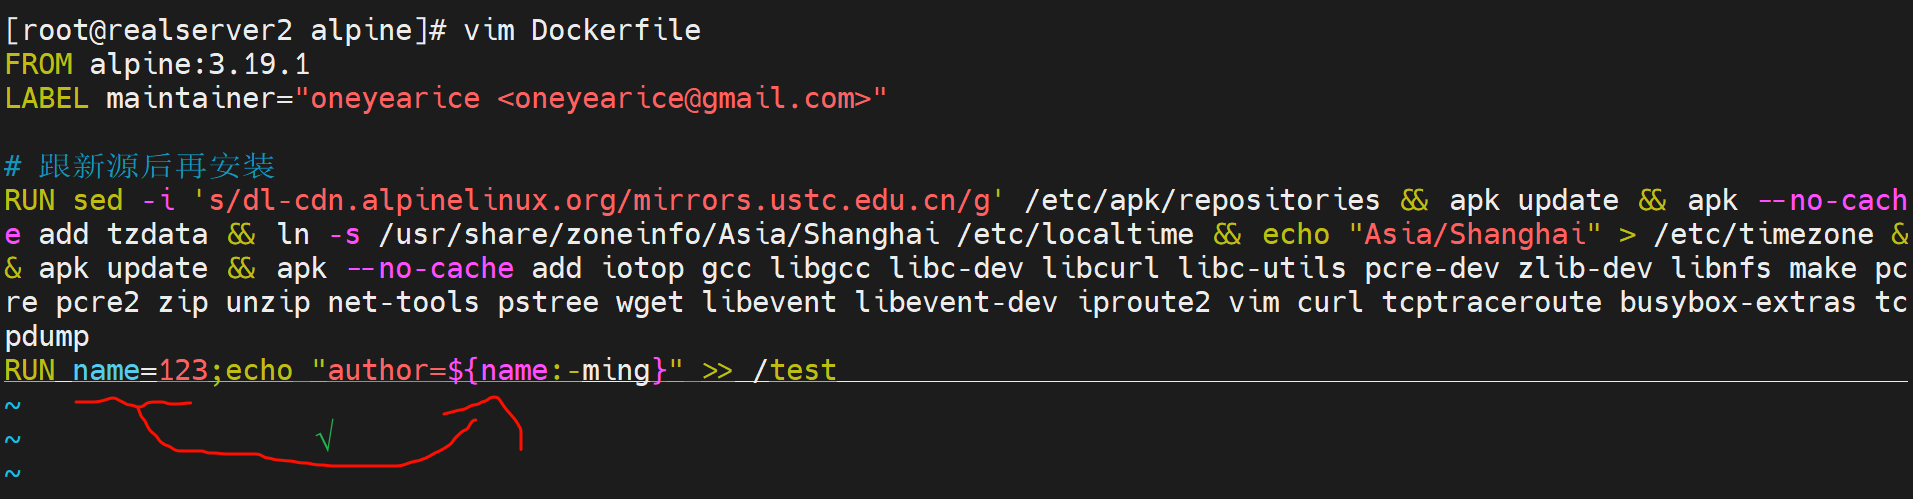 [root@realserver2 alpine]# vim Dockerfile
FROM alpine:3.19.1
LABEL maintainer="oneyearice <oneyearice@gmail.com>"
# 跟新源后再安装
RUN sed -i 's/dl-cdn.alpinelinux.org/mirrors.ustc.edu.cn/g' /etc/apk/repositories && apk update && apk --no-cach
e add tzdata && ln -s /usr/share/zoneinfo/Asia/Shanghai /etc/localtime && echo "Asia/Shanghai" > /etc/timezone &
& apk update && apk --no-cache add iotop gcc libgcc libc-dev libcurl libc-utils pcre-dev zlib-dev libnfs make pc
re pcre2 zip unzip net-tools pstree wget libevent libevent-dev iproute2 vim curl tcptraceroute busybox-extras tc
pdump
RUN name=123;echo "author=${name:-ming}" >> /test
~
~
√
~